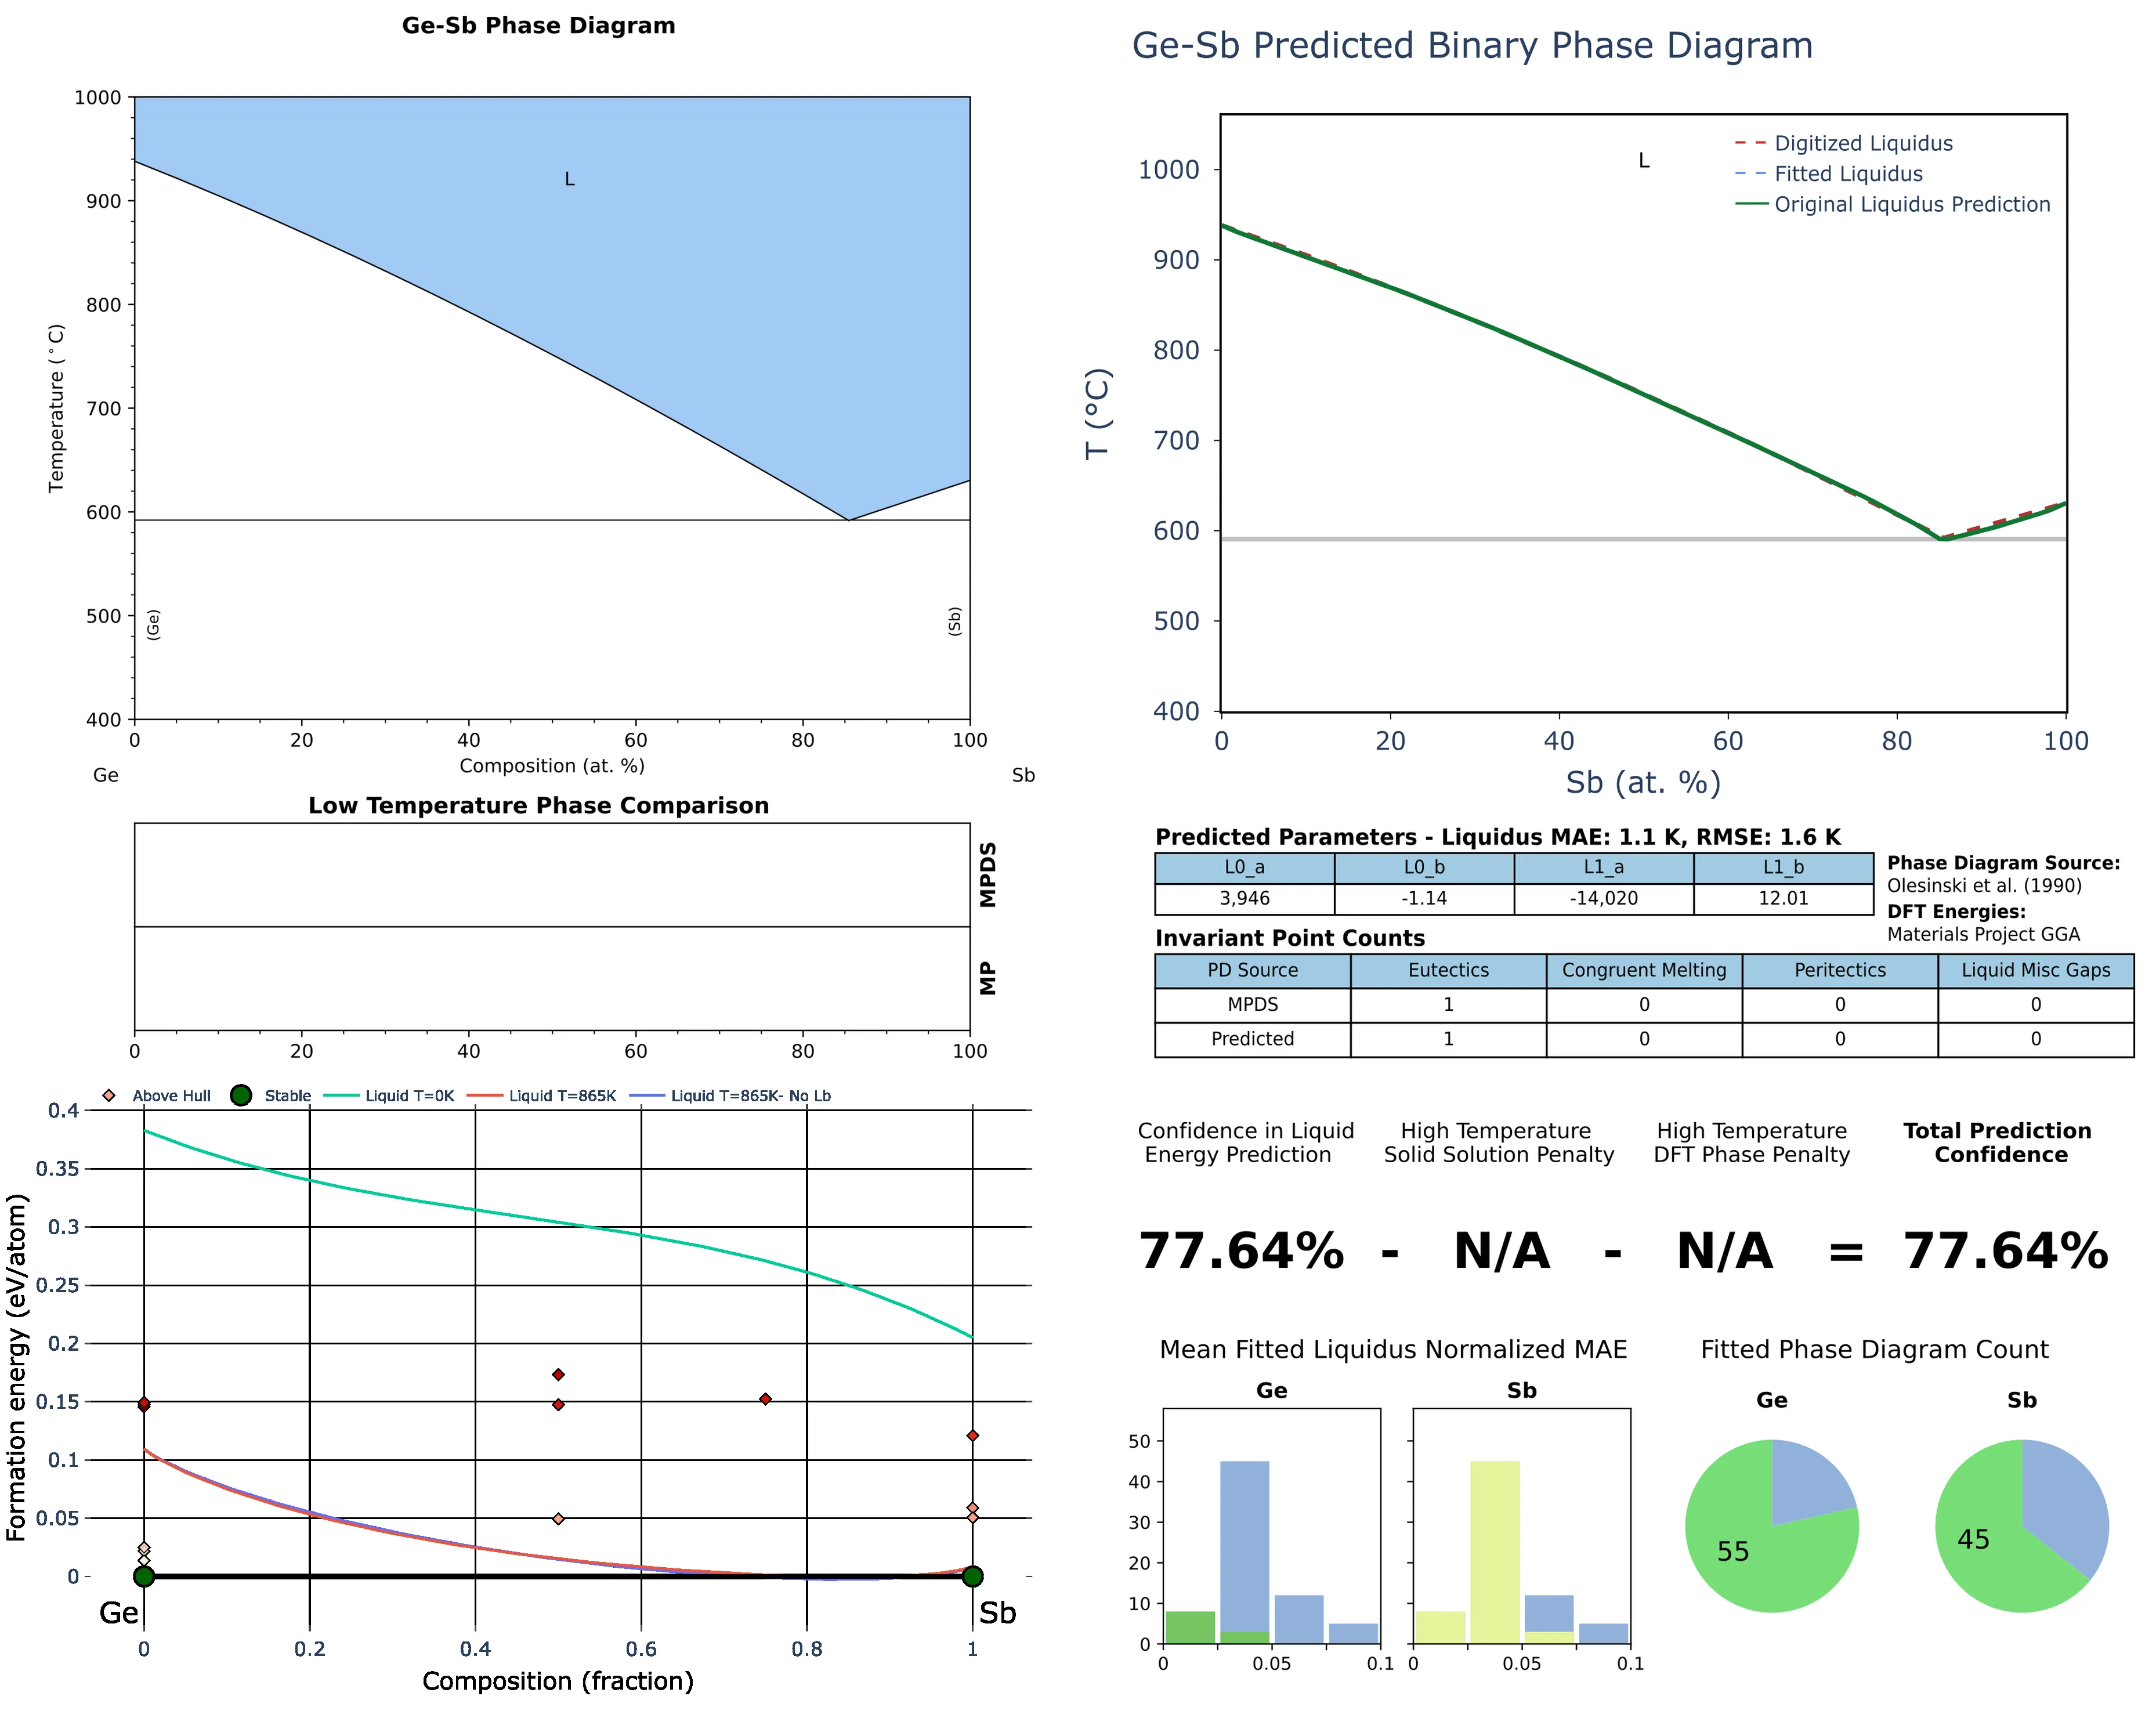 Ge-Sb Phase Diagram
1000
900
800
700
600
500
400
Temperature (°C)
L
(Ge)
(Sb)
0 20 40 60 80 100
Composition (at. %)
Ge Sb
Low Temperature Phase Comparison
MPDS
MP
0 20 40 60 80 100
Above Hull Stable Liquid T=0K Liquid T=865K Liquid T=865K- No Lb
0.4
0.35
0.3
0.25
0.2
0.15
0.1
0.05
0
Formation energy (eV/atom)
Ge Sb
0 0.2 0.4 0.6 0.8 1
Composition (fraction)
Ge-Sb Predicted Binary Phase Diagram
L
Digitized Liquidus
Fitted Liquidus
Original Liquidus Prediction
1000
900
800
700
600
500
400
T (°C)
0 20 40 60 80 100
Sb (at. %)
Predicted Parameters - Liquidus MAE: 1.1 K, RMSE: 1.6 K
L0_a L0_b L1_a L1_b
3,946 -1.14 -14,020 12.01
Phase Diagram Source:
Olesinski et al. (1990)
DFT Energies:
Materials Project GGA
Invariant Point Counts
PD Source Eutectics Congruent Melting Peritectics Liquid Misc Gaps
MPDS 1 0 0 0
Predicted 1 0 0 0
Confidence in Liquid
Energy Prediction
High Temperature
Solid Solution Penalty
High Temperature
DFT Phase Penalty
Total Prediction
Confidence
77.64% - N/A - N/A = 77.64%
Mean Fitted Liquidus Normalized MAE
Ge
Sb
50
40
30
20
10
0
0 0.05 0.1
0 0.05 0.1
Fitted Phase Diagram Count
Ge
Sb
55
45